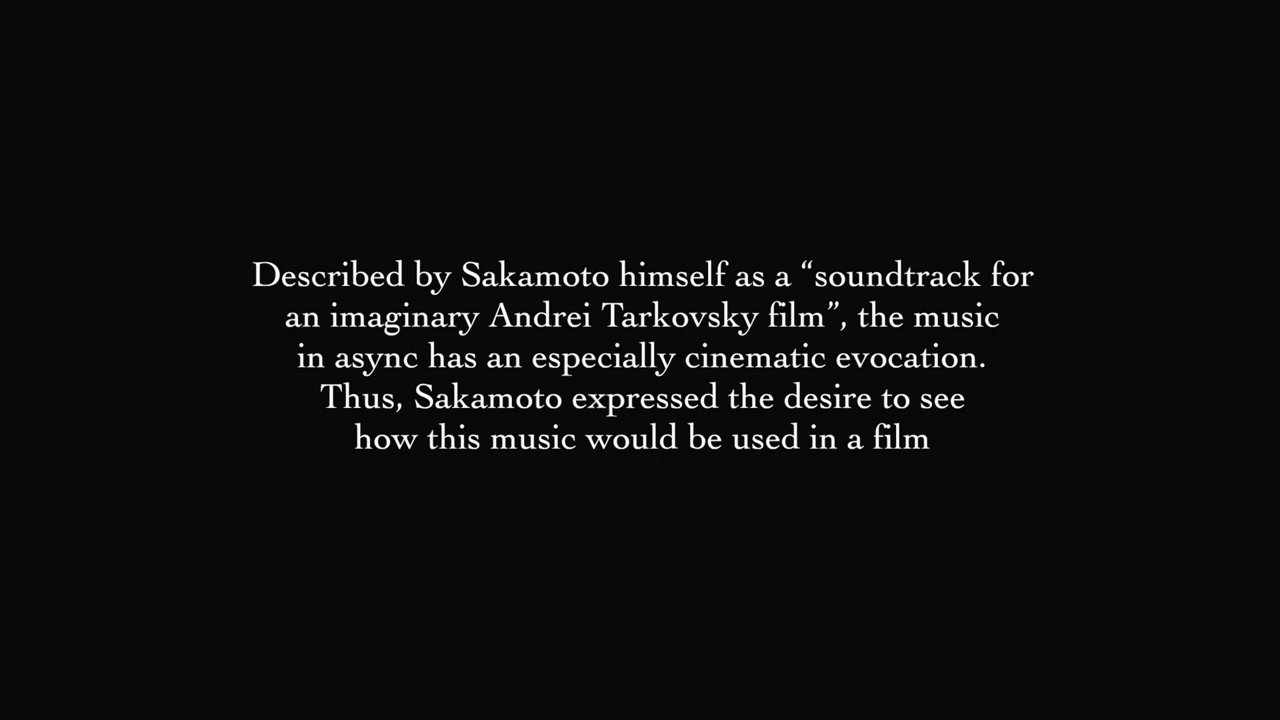 Described by Sakamoto himself as a “soundtrack for
an imaginary Andrei Tarkovsky film”, the music
in async has an especially cinematic evocation.
Thus, Sakamoto expressed the desire to see
how this music would be used in a film